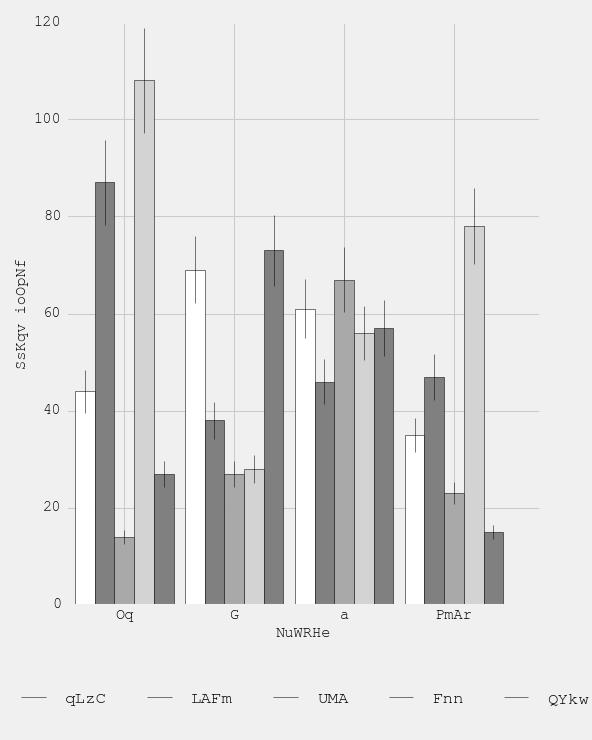 120
100
80
60
40
20
0
SsKqv ioOpNf
Oq G a PmAr
NuWRHe
qLzC LAFm UMA Fnn QYkw